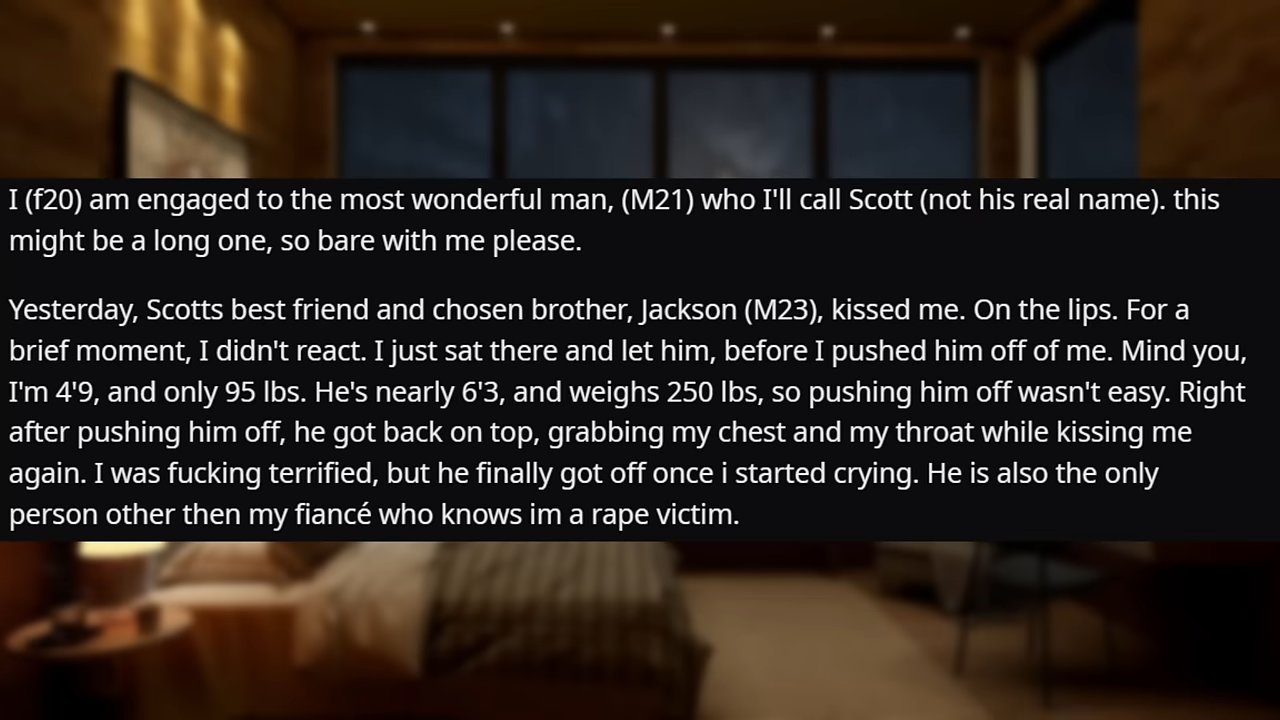 I (f20) am engaged to the most wonderful man, (M21) who I'll call Scott (not his real name). this
might be a long one, so bare with me please.
Yesterday, Scotts best friend and chosen brother, Jackson (M23), kissed me. On the lips. For a
brief moment, I didn't react. I just sat there and let him, before I pushed him off of me. Mind you,
I'm 4'9, and only 95 lbs. He's nearly 6'3, and weighs 250 lbs, so pushing him off wasn't easy. Right
after pushing him off, he got back on top, grabbing my chest and my throat while kissing me
again. I was fucking terrified, but he finally got off once i started crying. He is also the only
person other then my fiancé who knows im a rape victim.